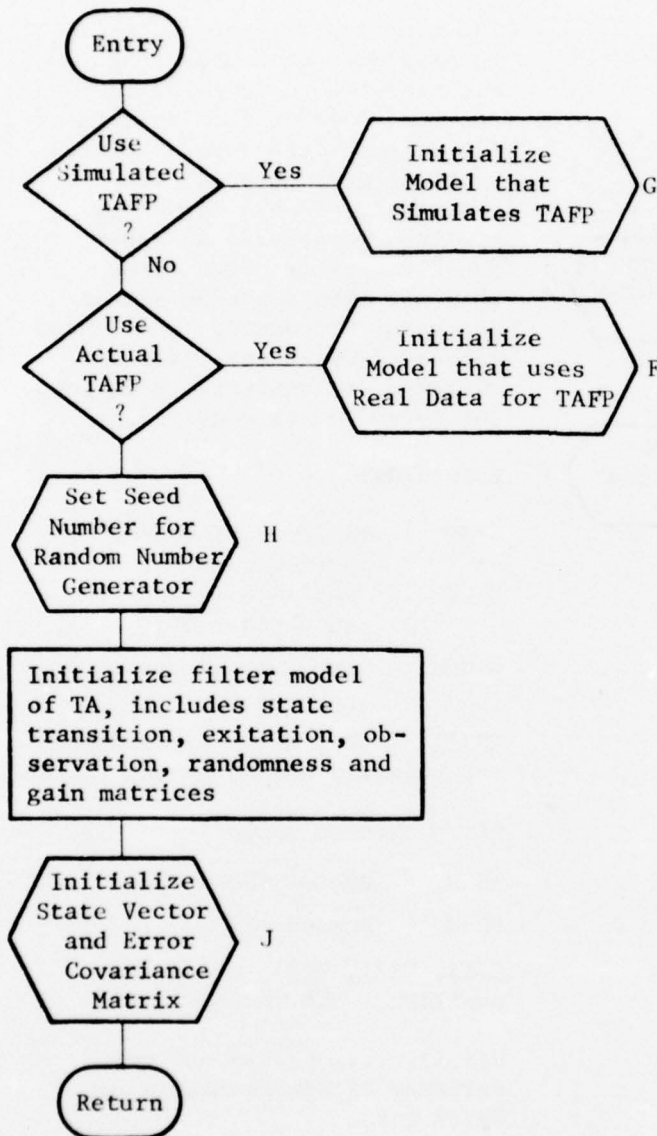 Entry
Use
Simulated
TAFP
?
Yes
Initialize
Model that
Simulates TAFP
G
No
Use
Actual
TAFP
?
Yes
Initialize
Model that uses
Real Data for TAFP
F
Set Seed
Number for
Random Number
Generator
H
Initialize filter model
of TA, includes state
transition, exitation, ob-
servation, randomness and
gain matrices
Initialize
State Vector
and Error
Covariance
Matrix
J
Return